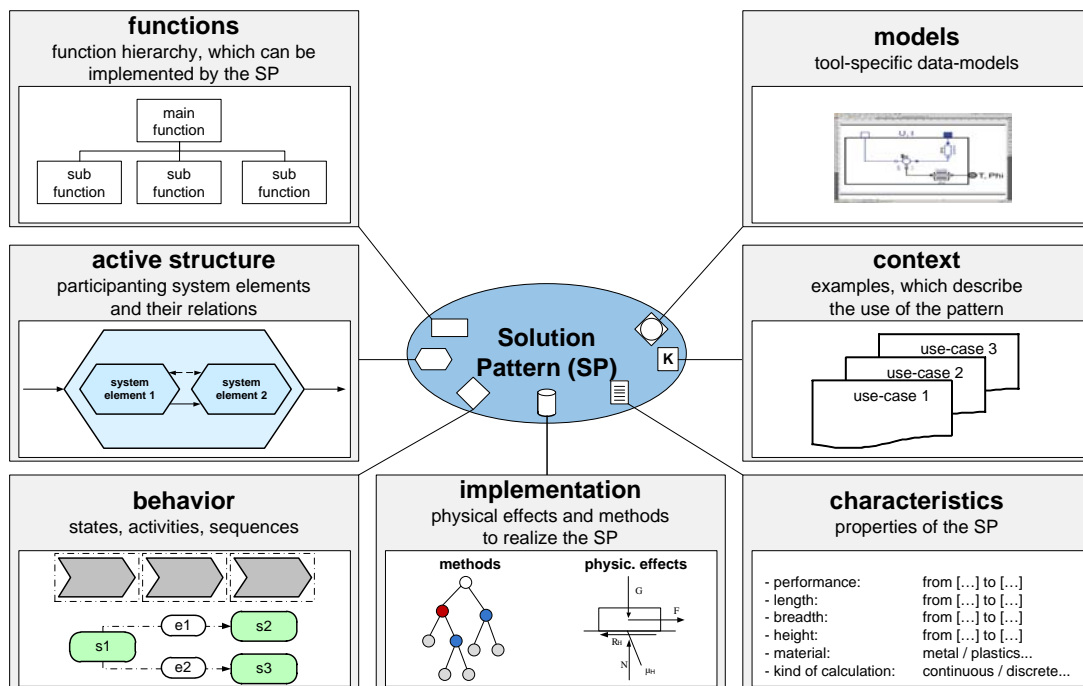 functions
function hierarchy, which can be
implemented by the SP
main
function
sub
function
sub
function
sub
function
models
tool-specific data-models
U, I
T, Phi
active structure
participanting system elements
and their relations
system
element 1
system
element 2
Solution
Pattern (SP)
K
context
examples, which describe
the use of the pattern
use-case 3
use-case 2
use-case 1
behavior
states, activities, sequences
s1
e1
s2
e2
s3
implementation
physical effects and methods
to realize the SP
methods
physic. effects
G
F
RH
N
μH
characteristics
properties of the SP
- performance: from [...] to [...]
- length: from [...] to [...]
- breadth: from [...] to [...]
- height: from [...] to [...]
- material: metal / plastics...
- kind of calculation: continuous / discrete...